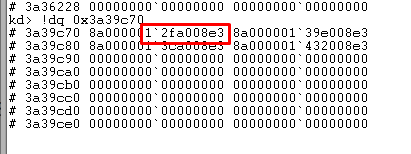 # 3a36228 00000000`00000000 00000000`00000000
kd> !dq 0x3a39c70
# 3a39c70 8a000001`2fa008e3 8a000001`39e008e3
# 3a39c80 8a000001`3ca008e3 8a000001`432008e3
# 3a39c90 00000000`00000000 00000000`00000000
# 3a39ca0 00000000`00000000 00000000`00000000
# 3a39cb0 00000000`00000000 00000000`00000000
# 3a39cc0 00000000`00000000 00000000`00000000
# 3a39cd0 00000000`00000000 00000000`00000000
# 3a39ce0 00000000`00000000 00000000`00000000